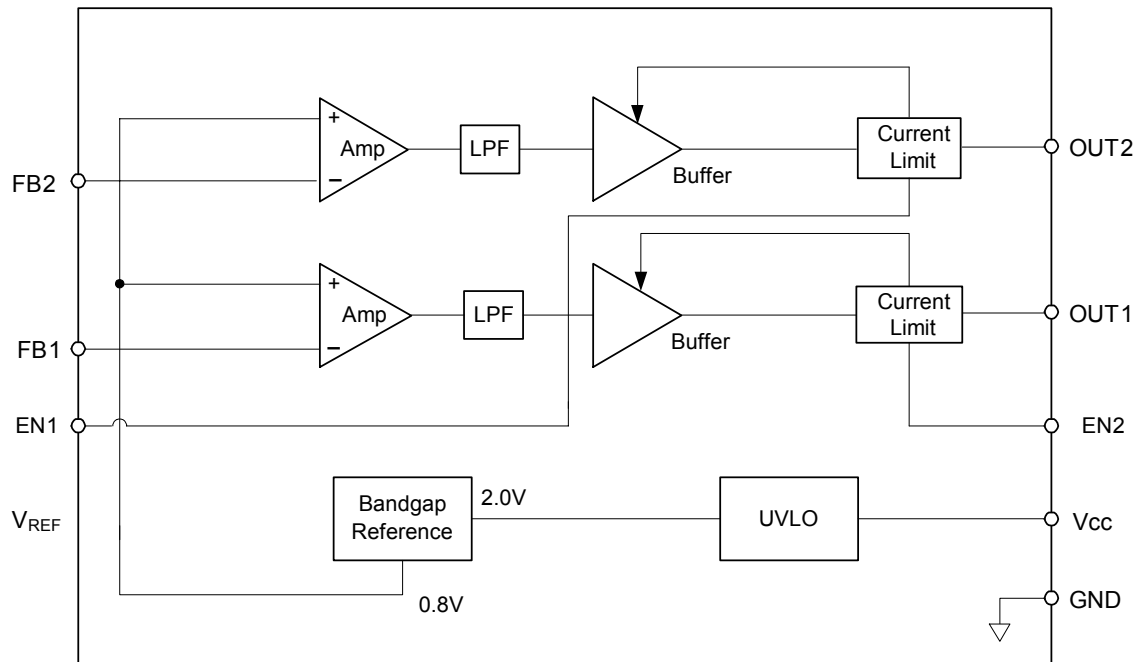 +
Amp
−
LPF
Buffer
Current
Limit
OUT2
FB2
+
Amp
−
LPF
Buffer
Current
Limit
OUT1
FB1
EN1
EN2
VREF
Bandgap
Reference
2.0V
UVLO
Vcc
0.8V
GND